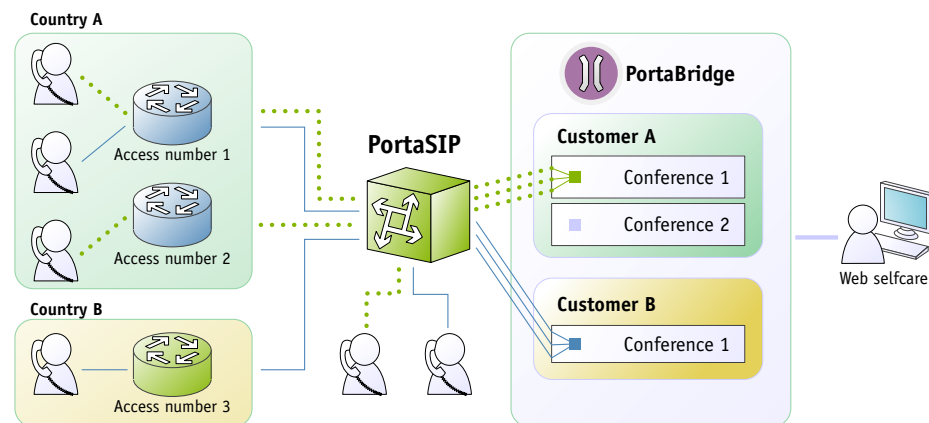 Country A
Access number 1
Access number 2
Country B
Access number 3
PortaSIP
PortaBridge
Customer A
Conference 1
Conference 2
Customer B
Conference 1
Web selfcare